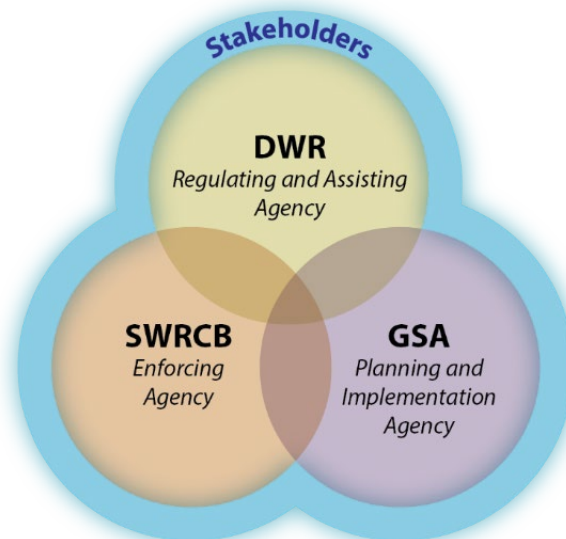 Stakeholders
DWR
Regulating and Assisting
Agency
SWRCB
Enforcing
Agency
GSA
Planning and
Implementation
Agency